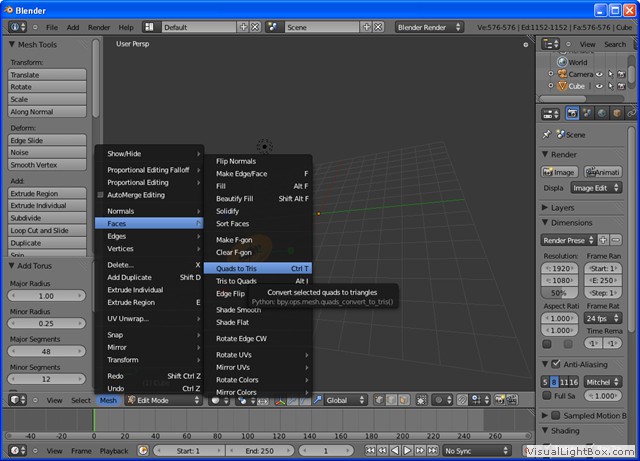 Blender
File Add Render Help Default Scene Blender Render Ve:576-576 | Ed:1152-1152 | Fa:576-576 | Cube
Mesh Tools
Transform:
Translate
Rotate
Scale
Along Normal
Deform:
Edge Slide
Noise
Smooth Vertex
Add:
Extrude Region
Extrude Individual
Subdivide
Loop Cut and Slide
Duplicate
Spin
Add Torus
Major Radius
1.00
Minor Radius
0.25
Major Segments
48
Minor Segments
12
User Persp
Show/Hide
Proportional Editing Falloff
Proportional Editing
AutoMerge Editing
Normals
Faces
Edges
Vertices
Delete... X
Add Duplicate Shift D
Extrude Individual
Extrude Region E
UV Unwrap...
Snap
Mirror
Transform
Redo Shift Ctrl Z
Undo Ctrl Z
Flip Normals
Make Edge/Face F
Fill Alt F
Beautify Fill Shift Alt F
Solidify
Sort Faces
Make F-gon
Clear F-gon
Quads to Tris Ctrl T
Tris to Quads Alt J
Edge Flip
Convert selected quads to triangles
Python: bpy.ops.mesh.quads_convert_to_tris()
Shade Smooth
Shade Flat
Rotate Edge CW
Rotate UVs
Mirror UVs
Rotate Colors
Mirror Colors
World
Camera
Cube
Scene
Render
Image Animati
Displa Image Edit
Layers
Dimensions
Render Prese
Resolution: Frame Ran
1920 Start: 1
1080 End: 250
50%
Aspect Rati Frame Rat
1.000 24 fps
1.000 Time Rema
Anti-Aliasing
5 8 11 16 Mitchel
Full Sa 1.000
Sampled Motion B
Shading
View Select Mesh Edit Mode Global
-40 -20 0 20 40 60 80 100 120 140 160 180 200 220 240 260
View Frame Playback Start: 1 End: 250 No Sync
VisualLightBox.com